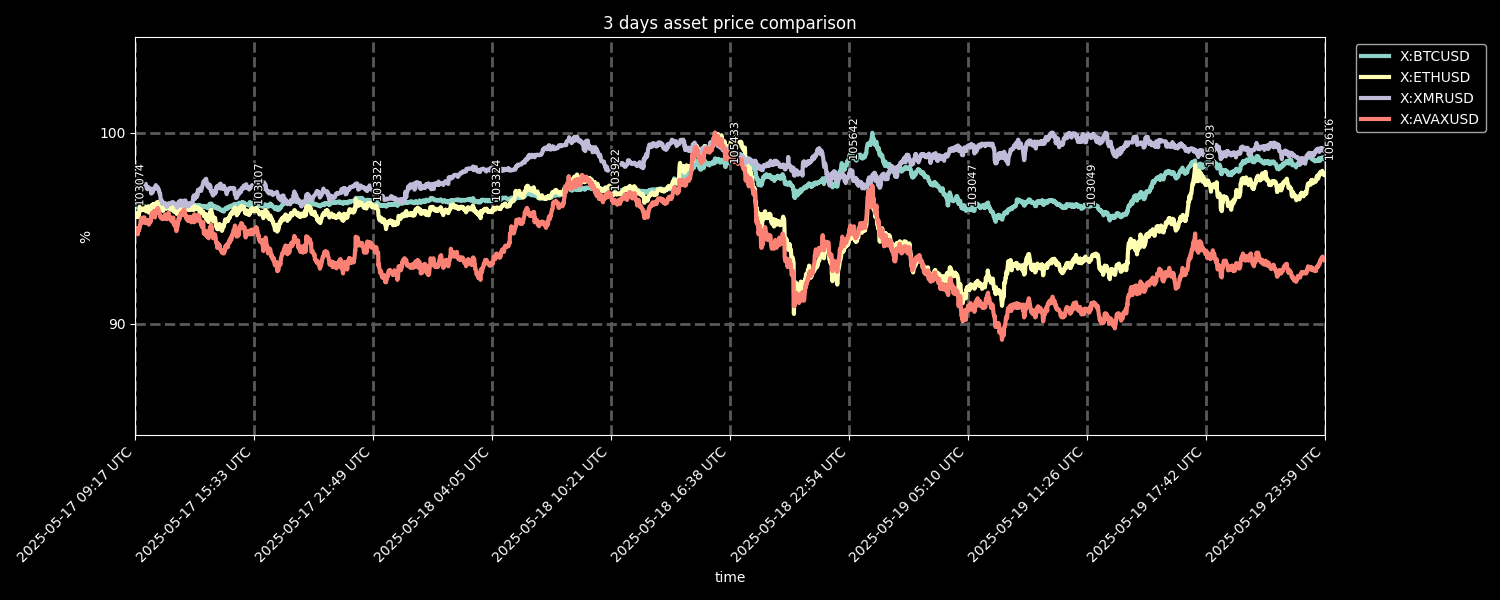 3 days asset price comparison
X:BTCUSD
X:ETHUSD
X:XMRUSD
X:AVAXUSD
100
90
%
103074
103107
103322
103324
103922
105433
105642
103047
103049
105293
105616
2025-05-17 09:17 UTC
2025-05-17 15:33 UTC
2025-05-17 21:49 UTC
2025-05-18 04:05 UTC
2025-05-18 10:21 UTC
2025-05-18 16:38 UTC
2025-05-18 22:54 UTC
2025-05-19 05:10 UTC
2025-05-19 11:26 UTC
2025-05-19 17:42 UTC
2025-05-19 23:59 UTC
time